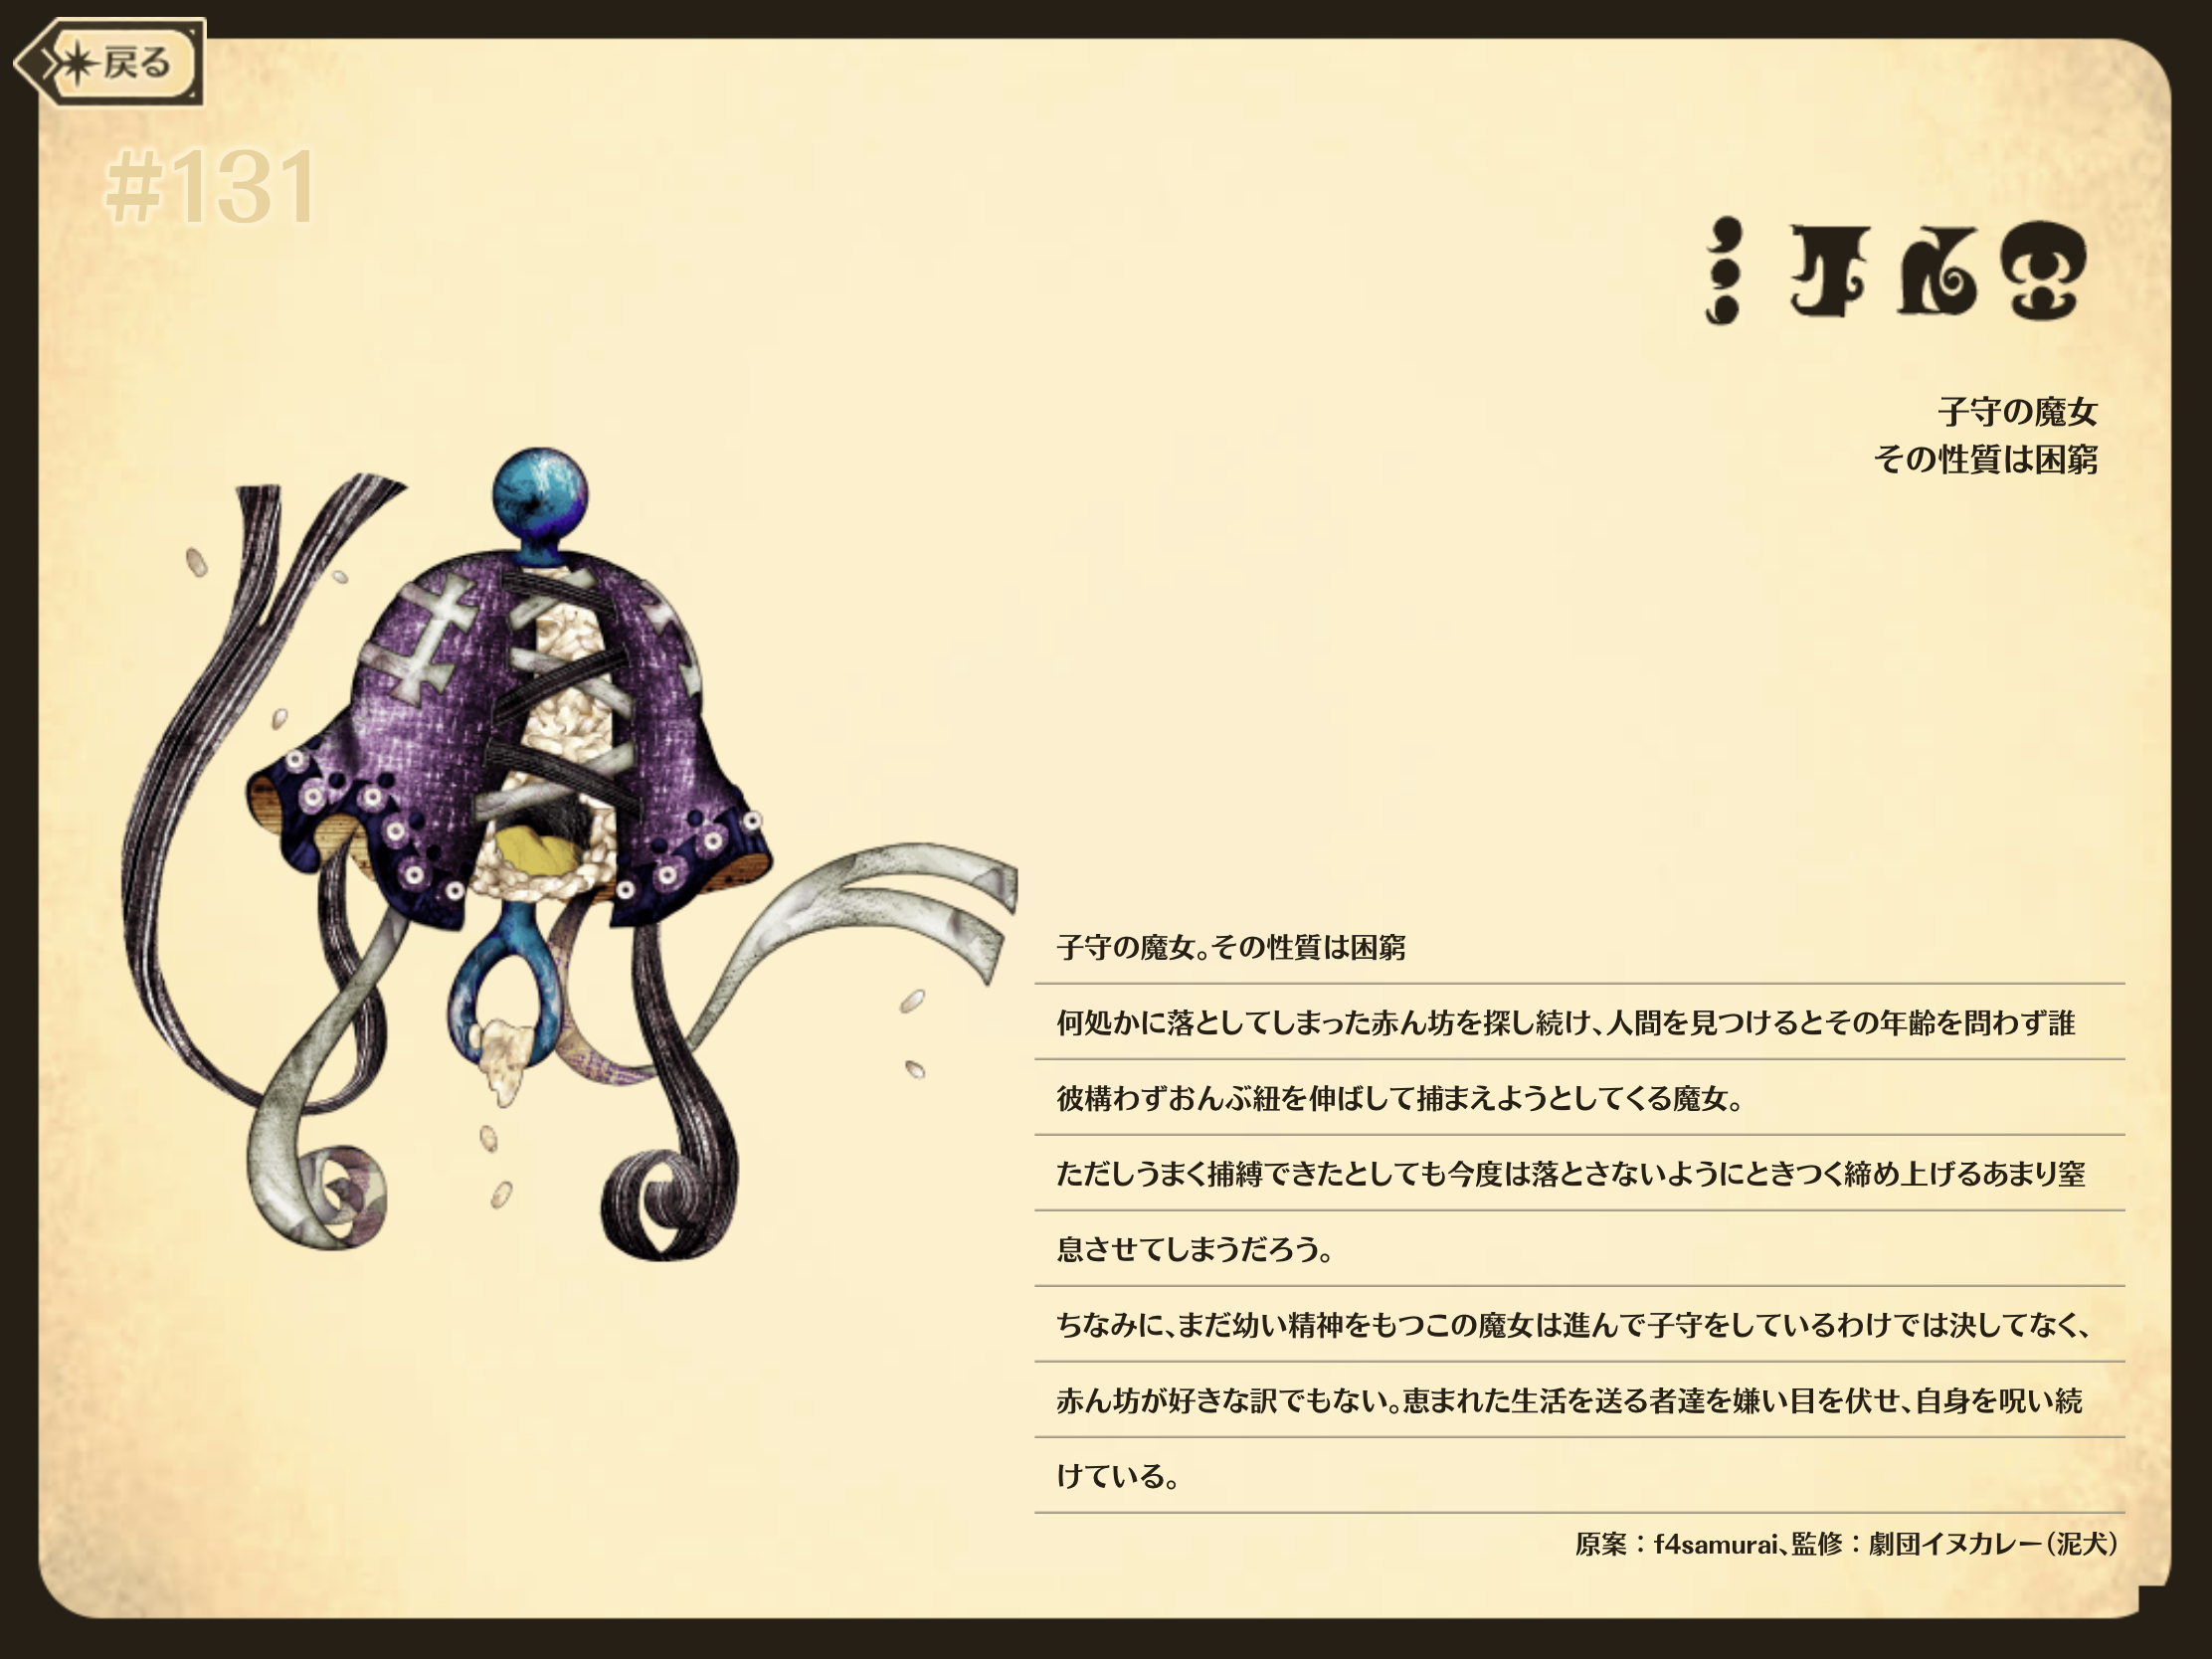 戻る
#131
子守の魔女
その性質は困窮
子守の魔女。その性質は困窮
何処かに落としてしまった赤ん坊を探し続け、人間を見つけるとその年齢を問わず誰
彼構わずおんぶ紐を伸ばして捕まえようとしてくる魔女。
ただしうまく捕縛できたとしても今度は落とさないようにときつく締め上げるあまり窒
息させてしまうだろう。
ちなみに、まだ幼い精神をもつこの魔女は進んで子守をしているわけでは決してなく、
赤ん坊が好きな訳でもない。恵まれた生活を送る者達を嫌い目を伏せ、自身を呪い続
けている。
原案：f4samurai、監修：劇団イヌカレー（泥犬）